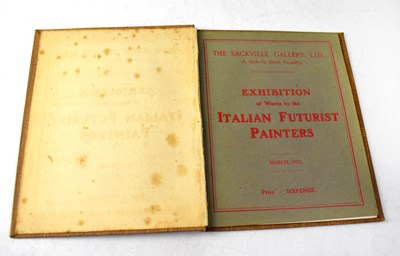 THE SACKVILLE GALLERY, LTD.,
EXHIBITION
of Works by the
ITALIAN FUTURIST
PAINTERS
MARCH, 1912.
Price : SIXPENCE.